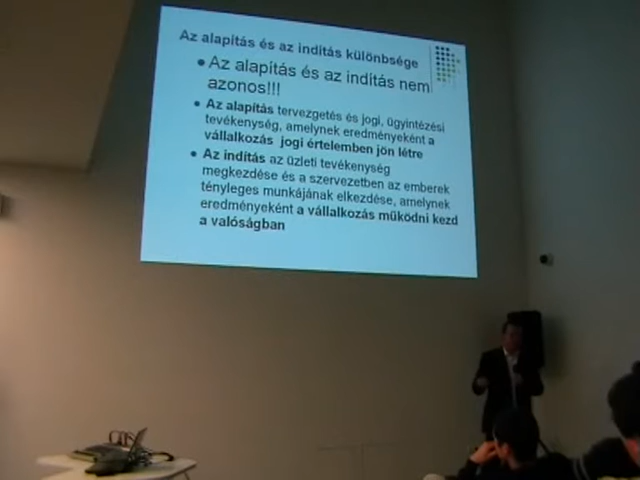 Az alapítás és az indítás különbsége
• Az alapítás és az indítás nem
azonos!!!
• Az alapítás tervezgetés és jogi, ügyintézési
tevékenység, amelynek eredményeként a
vállalkozás jogi értelemben jön létre
• Az indítás az üzleti tevékenység
megkezdése és a szervezetben az emberek
tényleges munkájának elkezdése, amelynek
eredményeként a vállalkozás működni kezd
a valóságban